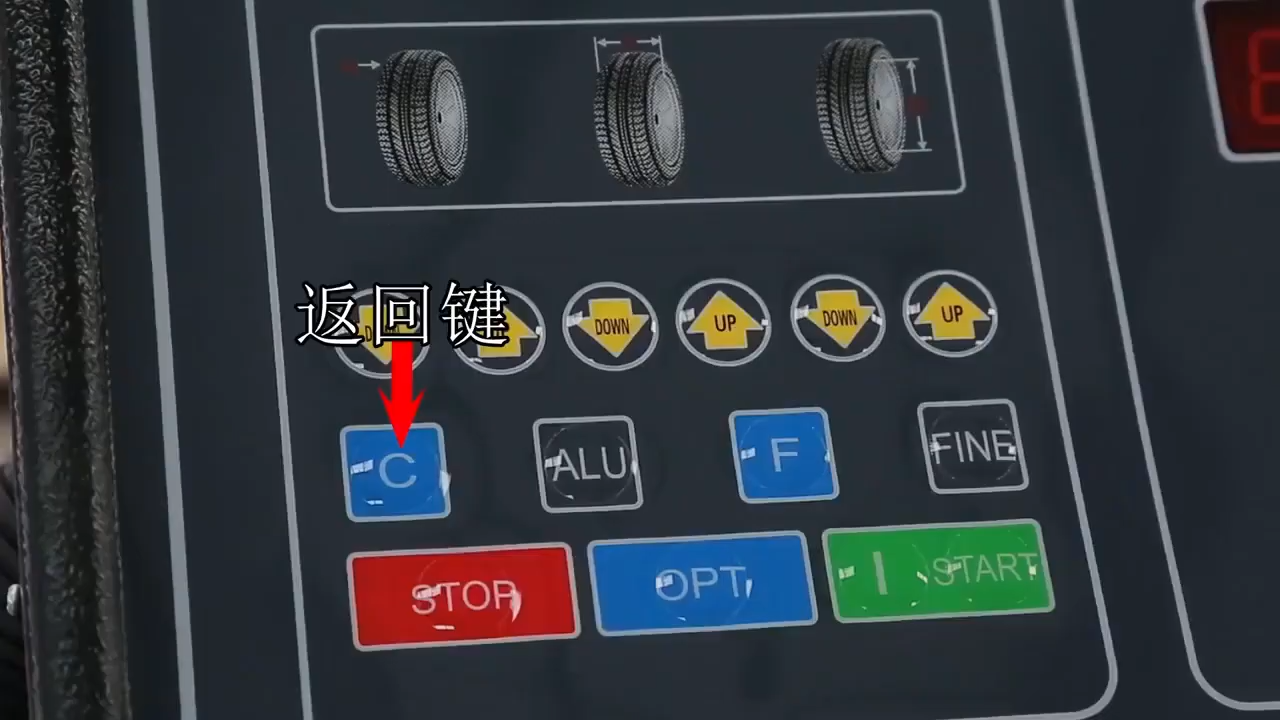 返回键
DOWN UP DOWN UP
C ALU F FINE
STOP OPT I START